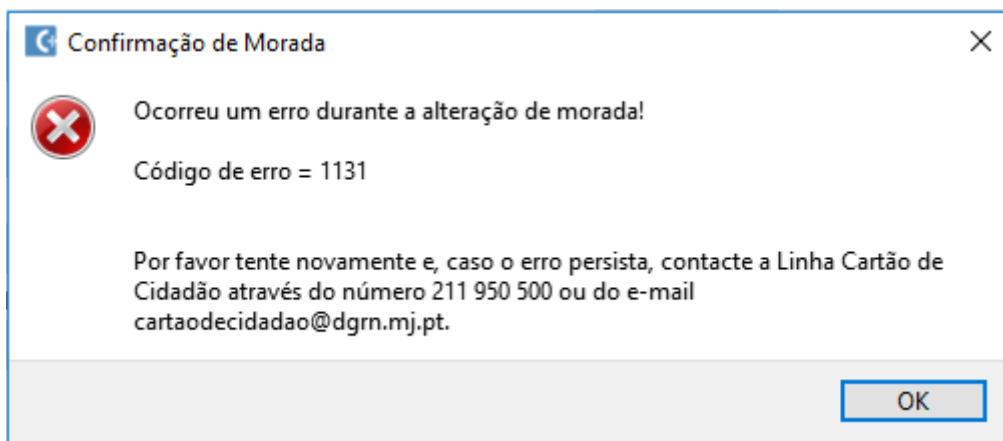 Confirmação de Morada
Ocorreu um erro durante a alteração de morada!
Código de erro = 1131
Por favor tente novamente e, caso o erro persista, contacte a Linha Cartão de
Cidadão através do número 211 950 500 ou do e-mail
cartaodecidadao@dgrn.mj.pt.
OK